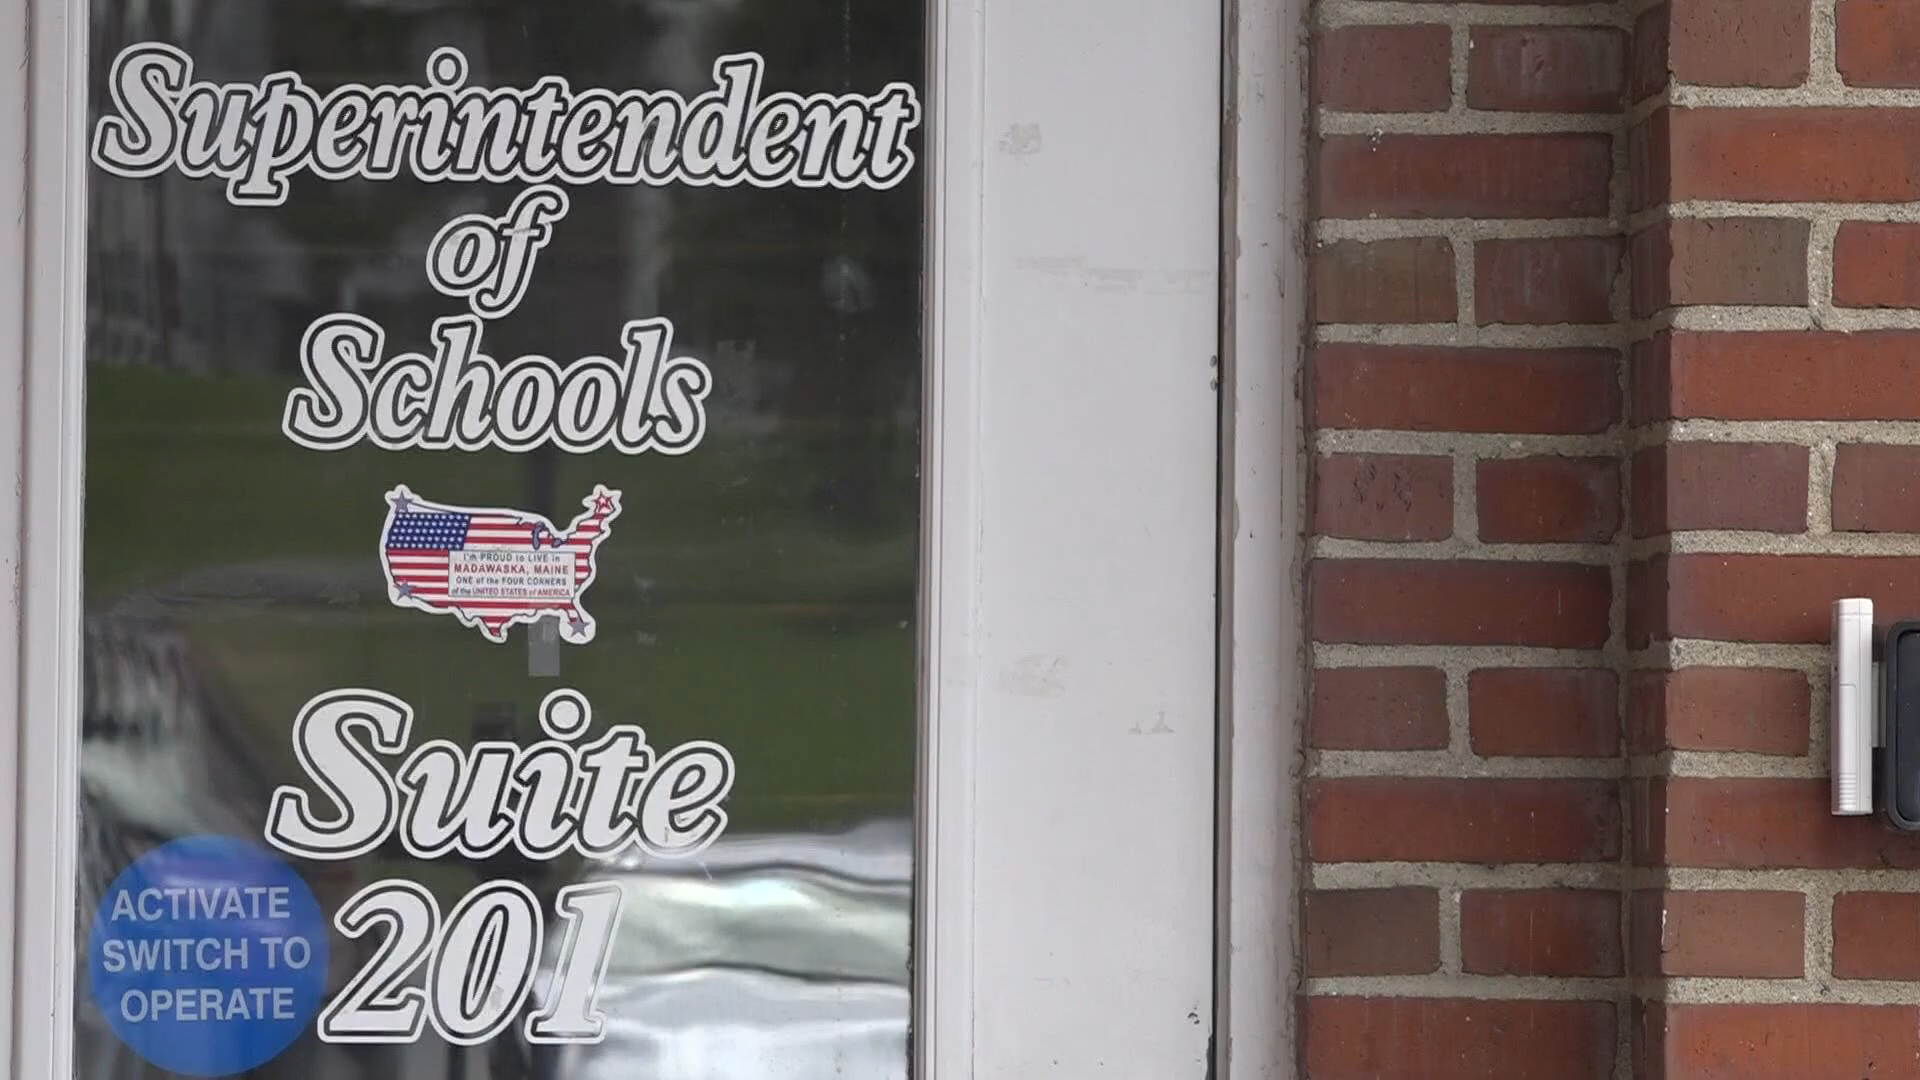 Superintendent
of
Schools
I'm PROUD to LIVE in
MADAWASKA, MAINE
ONE of the FOUR CORNERS
of the UNITED STATES of AMERICA
Suite
201
ACTIVATE
SWITCH TO
OPERATE